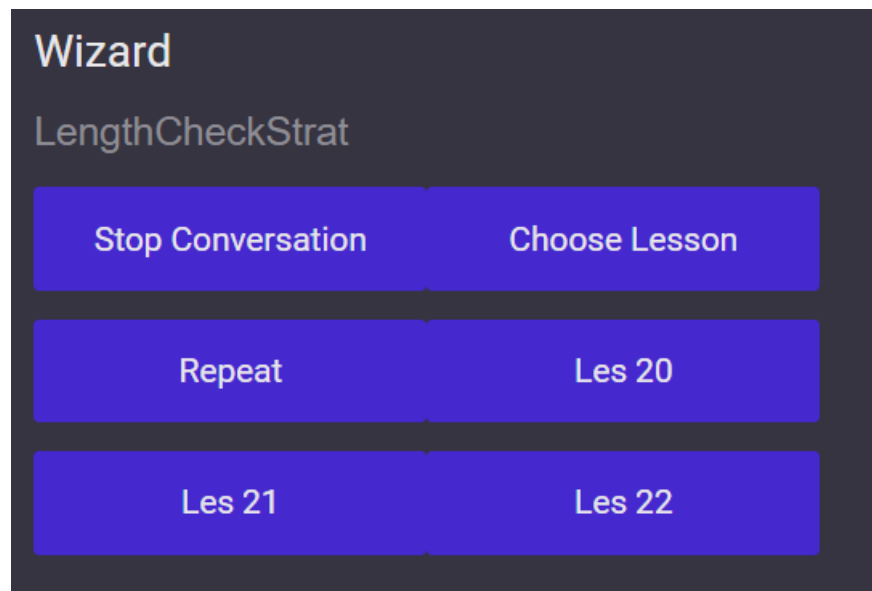 Wizard
LengthCheckStrat
Stop Conversation Choose Lesson
Repeat Les 20
Les 21 Les 22